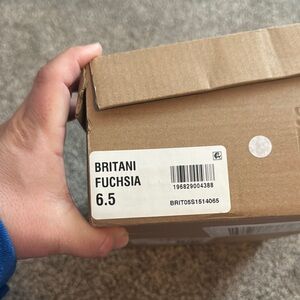 BRITANI
FUCHSIA
6.5
196829004388
BRIT05S1514065